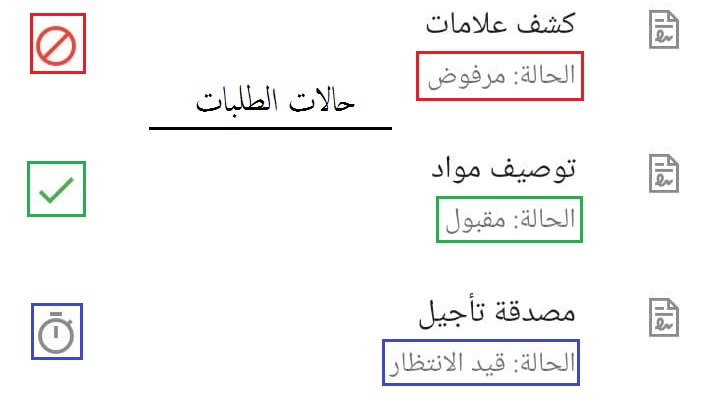 كشف علامات
الحالة: مرفوض
حالات الطلبات
توصيف مواد
الحالة: مقبول
مصدقة تأجيل
الحالة: قيد الانتظار